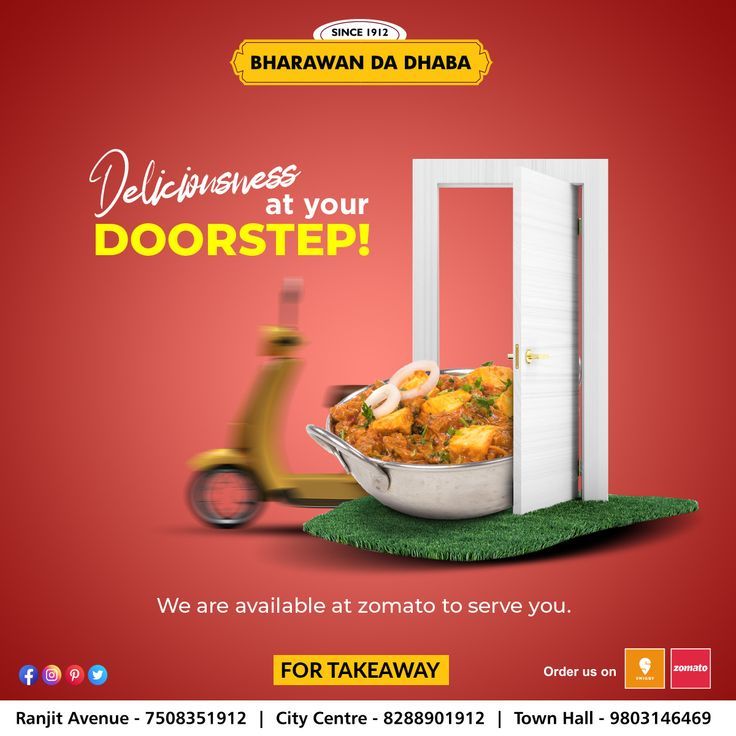 SINCE 1912
BHARAWAN DA DHABA
Deliciousness
at your
DOORSTEP!
We are available at zomato to serve you.
FOR TAKEAWAY
Order us on
SWIGGY
zomato
Ranjit Avenue - 7508351912 | City Centre - 8288901912 | Town Hall - 9803146469